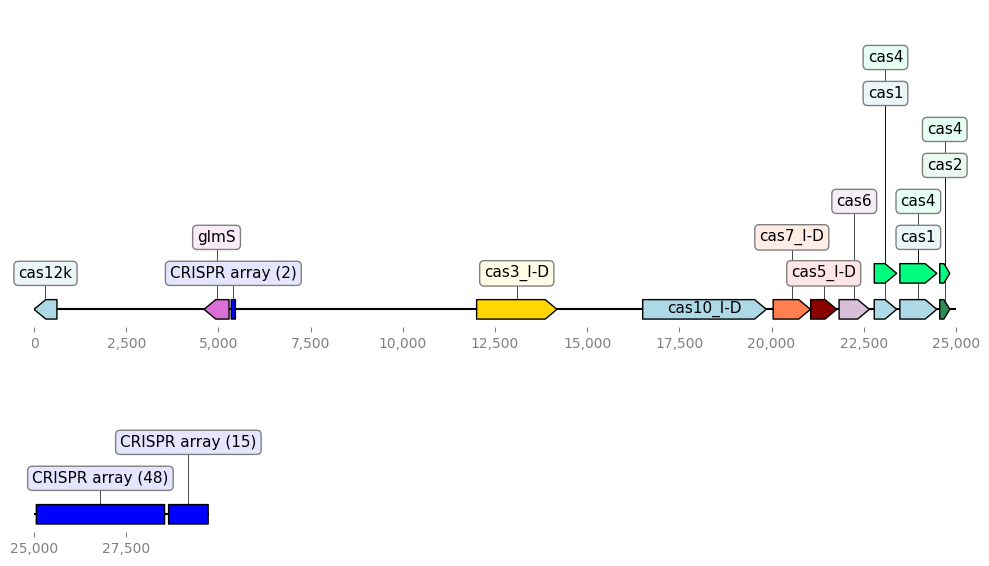 cas4
cas1
cas4
cas2
cas6
cas4
glmS
cas7_I-D
cas1
cas12k
CRISPR array (2)
cas3_I-D
cas5_I-D
cas10_I-D
0
2,500
5,000
7,500
10,000
12,500
15,000
17,500
20,000
22,500
25,000
CRISPR array (15)
CRISPR array (48)
25,000
27,500